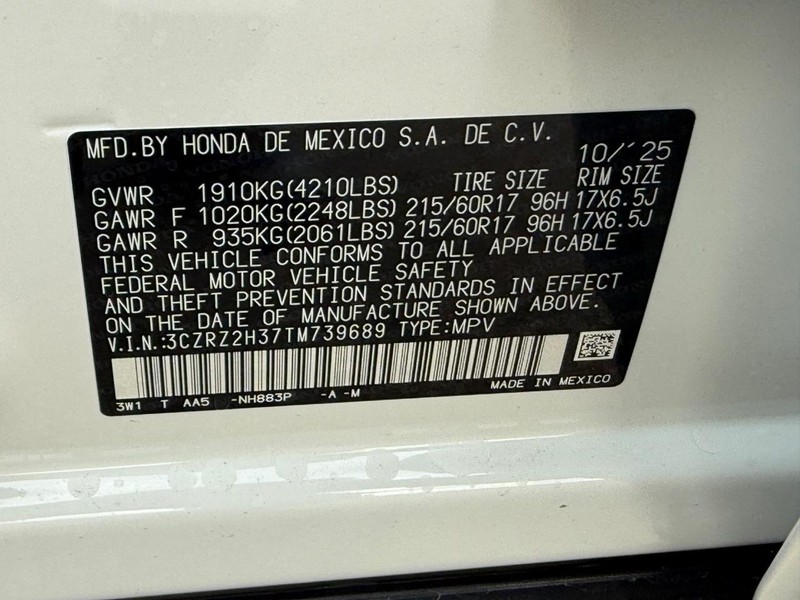 MFD.BY HONDA DE MEXICO S.A. DE C.V. 10/'25
GVWR 1910KG(4210LBS) TIRE SIZE RIM SIZE
GAWR F 1020KG(2248LBS) 215/60R17 96H 17X6.5J
GAWR R 935KG(2061LBS) 215/60R17 96H 17X6.5J
THIS VEHICLE CONFORMS TO ALL APPLICABLE
FEDERAL MOTOR VEHICLE SAFETY
AND THEFT PREVENTION STANDARDS IN EFFECT
ON THE DATE OF MANUFACTURE SHOWN ABOVE.
V.I.N.:3CZRZ2H37TM739689 TYPE:MPV
MADE IN MEXICO
3W1 T AA5 -NH883P -A -M